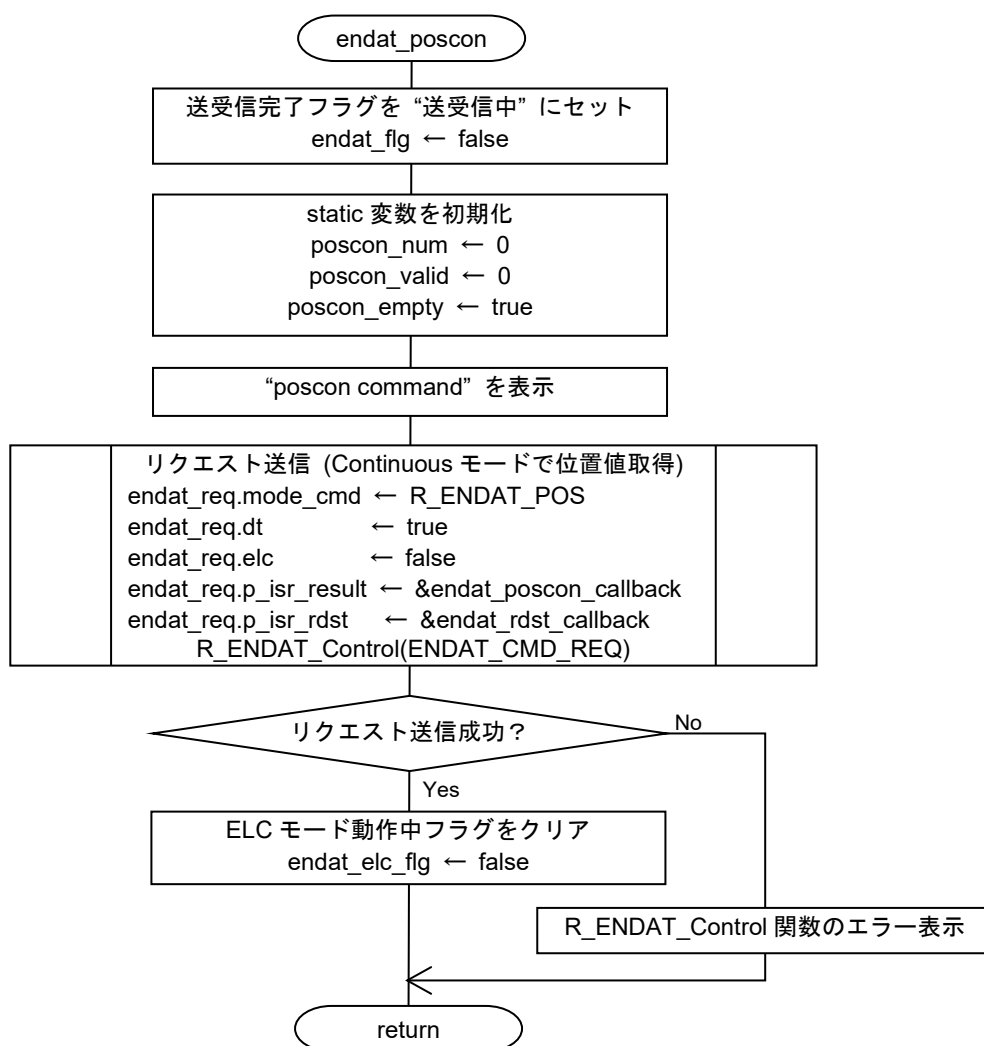 endat_poscon
送受信完了フラグを “送受信中” にセット
endat_flg ← false
static 変数を初期化
poscon_num ← 0
poscon_valid ← 0
poscon_empty ← true
“poscon command” を表示
リクエスト送信 (Continuous モードで位置値取得)
endat_req.mode_cmd ← R_ENDAT_POS
endat_req.dt ← true
endat_req.elc ← false
endat_req.p_isr_result ← &endat_poscon_callback
endat_req.p_isr_rdst ← &endat_rdst_callback
R_ENDAT_Control(ENDAT_CMD_REQ)
リクエスト送信成功？
No
Yes
ELC モード動作中フラグをクリア
endat_elc_flg ← false
R_ENDAT_Control 関数のエラー表示
return